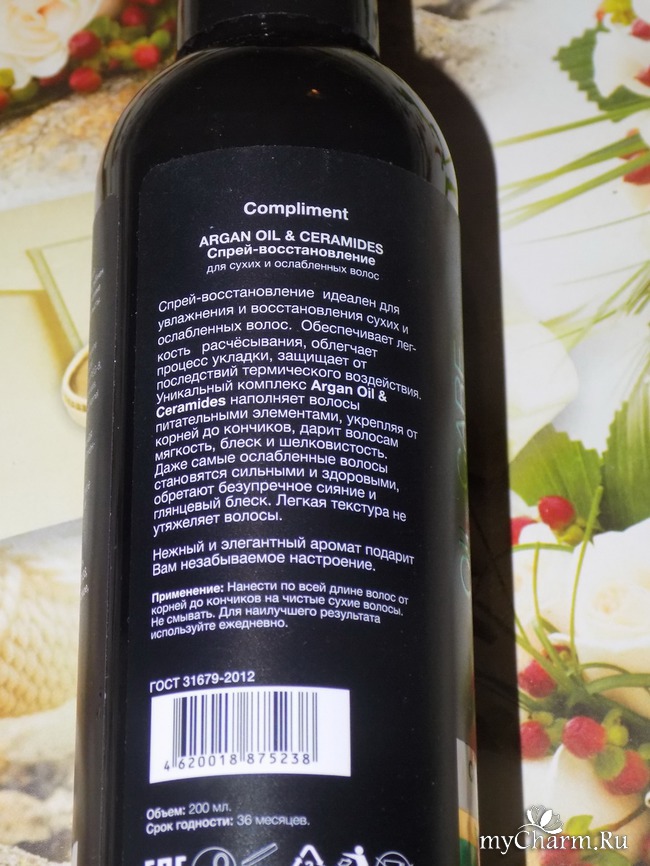 Compliment
ARGAN OIL & CERAMIDES
Спрей-восстановление
для сухих и ослабленных волос
Спрей-восстановление идеален для
увлажнения и восстановления сухих и
ослабленных волос. Обеспечивает лег-
кость расчёсывания, облегчает
процесс укладки, защищает от
последствий термического воздействия.
Уникальный комплекс Argan Oil &
Ceramides наполняет волосы
питательными элементами, укрепляя от
корней до кончиков, дарит волосам
мягкость, блеск и шелковистость.
Даже самые ослабленные волосы
становятся сильными и здоровыми,
обретают безупречное сияние и
глянцевый блеск. Легкая текстура не
утяжеляет волосы.
Нежный и элегантный аромат подарит
Вам незабываемое настроение.
Применение: Нанести по всей длине волос от
корней до кончиков на чистые сухие волосы.
Не смывать. Для наилучшего результата
используйте ежедневно.
ГОСТ 31679-2012
4 620018 875238
Объем: 200 мл.
Срок годности: 36 месяцев.
myCharm.Ru